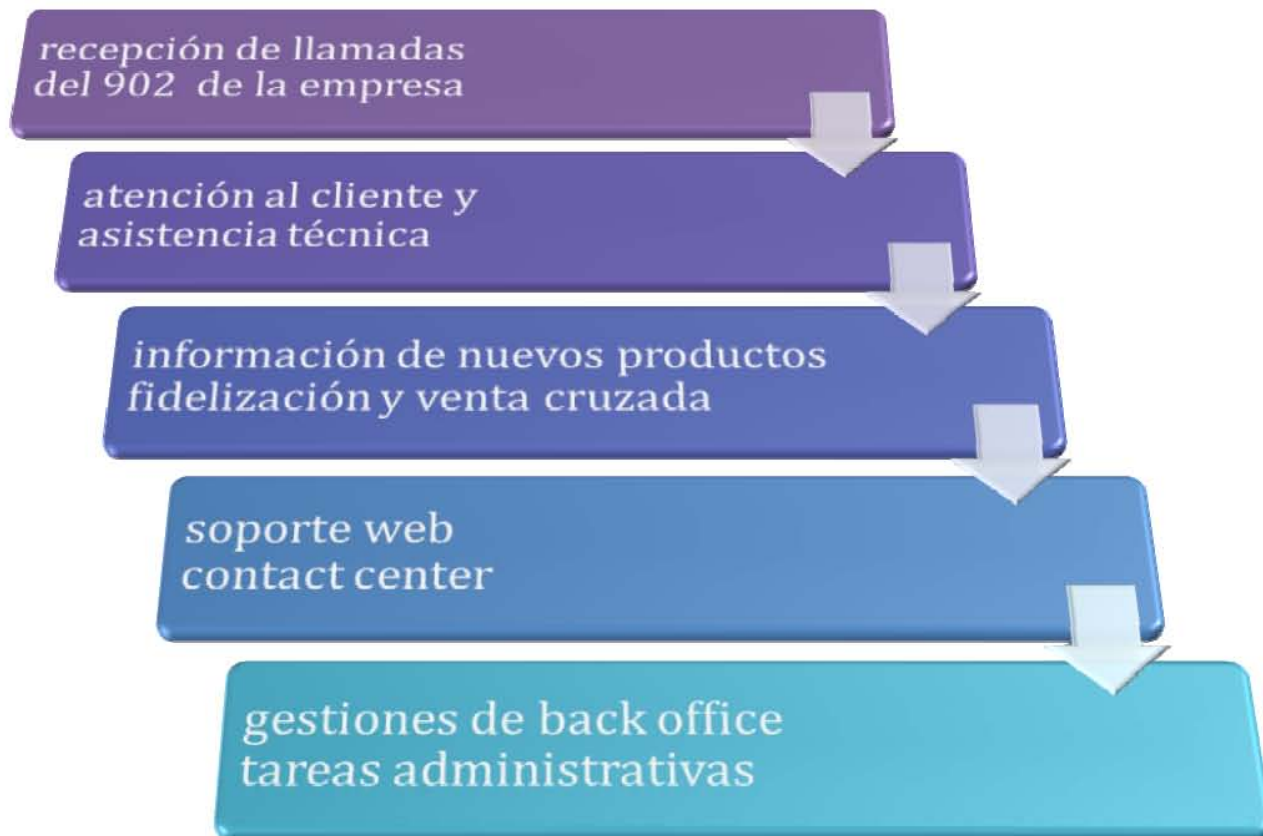 recepción de llamadas
del 902 de la empresa
atención al cliente y
asistencia técnica
información de nuevos productos
fidelización y venta cruzada
soporte web
contact center
gestiones de back office
tareas administrativas